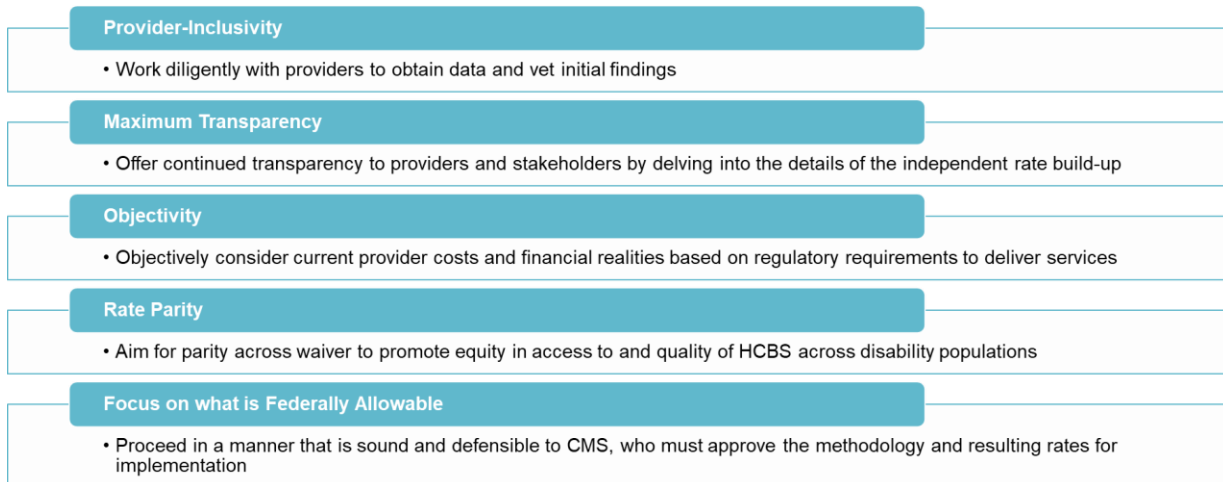 Provider-Inclusivity
• Work diligently with providers to obtain data and vet initial findings
Maximum Transparency
• Offer continued transparency to providers and stakeholders by delving into the details of the independent rate build-up
Objectivity
• Objectively consider current provider costs and financial realities based on regulatory requirements to deliver services
Rate Parity
• Aim for parity across waiver to promote equity in access to and quality of HCBS across disability populations
Focus on what is Federally Allowable
• Proceed in a manner that is sound and defensible to CMS, who must approve the methodology and resulting rates for
implementation